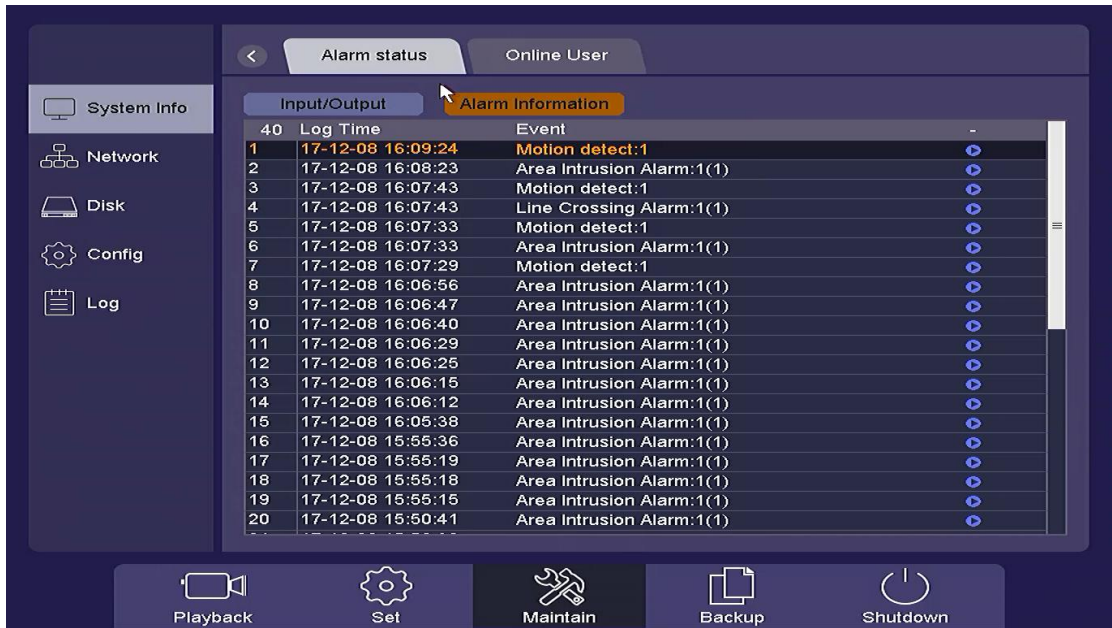 Alarm status Online User
System Info
Network
Disk
Config
Log
Input/Output Alarm Information
40 Log Time Event -
1 17-12-08 16:09:24 Motion detect:1
2 17-12-08 16:08:23 Area Intrusion Alarm:1(1)
3 17-12-08 16:07:43 Motion detect:1
4 17-12-08 16:07:43 Line Crossing Alarm:1(1)
5 17-12-08 16:07:33 Motion detect:1
6 17-12-08 16:07:33 Area Intrusion Alarm:1(1)
7 17-12-08 16:07:29 Motion detect:1
8 17-12-08 16:06:56 Area Intrusion Alarm:1(1)
9 17-12-08 16:06:47 Area Intrusion Alarm:1(1)
10 17-12-08 16:06:40 Area Intrusion Alarm:1(1)
11 17-12-08 16:06:29 Area Intrusion Alarm:1(1)
12 17-12-08 16:06:25 Area Intrusion Alarm:1(1)
13 17-12-08 16:06:15 Area Intrusion Alarm:1(1)
14 17-12-08 16:06:12 Area Intrusion Alarm:1(1)
15 17-12-08 16:05:38 Area Intrusion Alarm:1(1)
16 17-12-08 15:55:36 Area Intrusion Alarm:1(1)
17 17-12-08 15:55:19 Area Intrusion Alarm:1(1)
18 17-12-08 15:55:18 Area Intrusion Alarm:1(1)
19 17-12-08 15:55:15 Area Intrusion Alarm:1(1)
20 17-12-08 15:50:41 Area Intrusion Alarm:1(1)
Playback Set Maintain Backup Shutdown